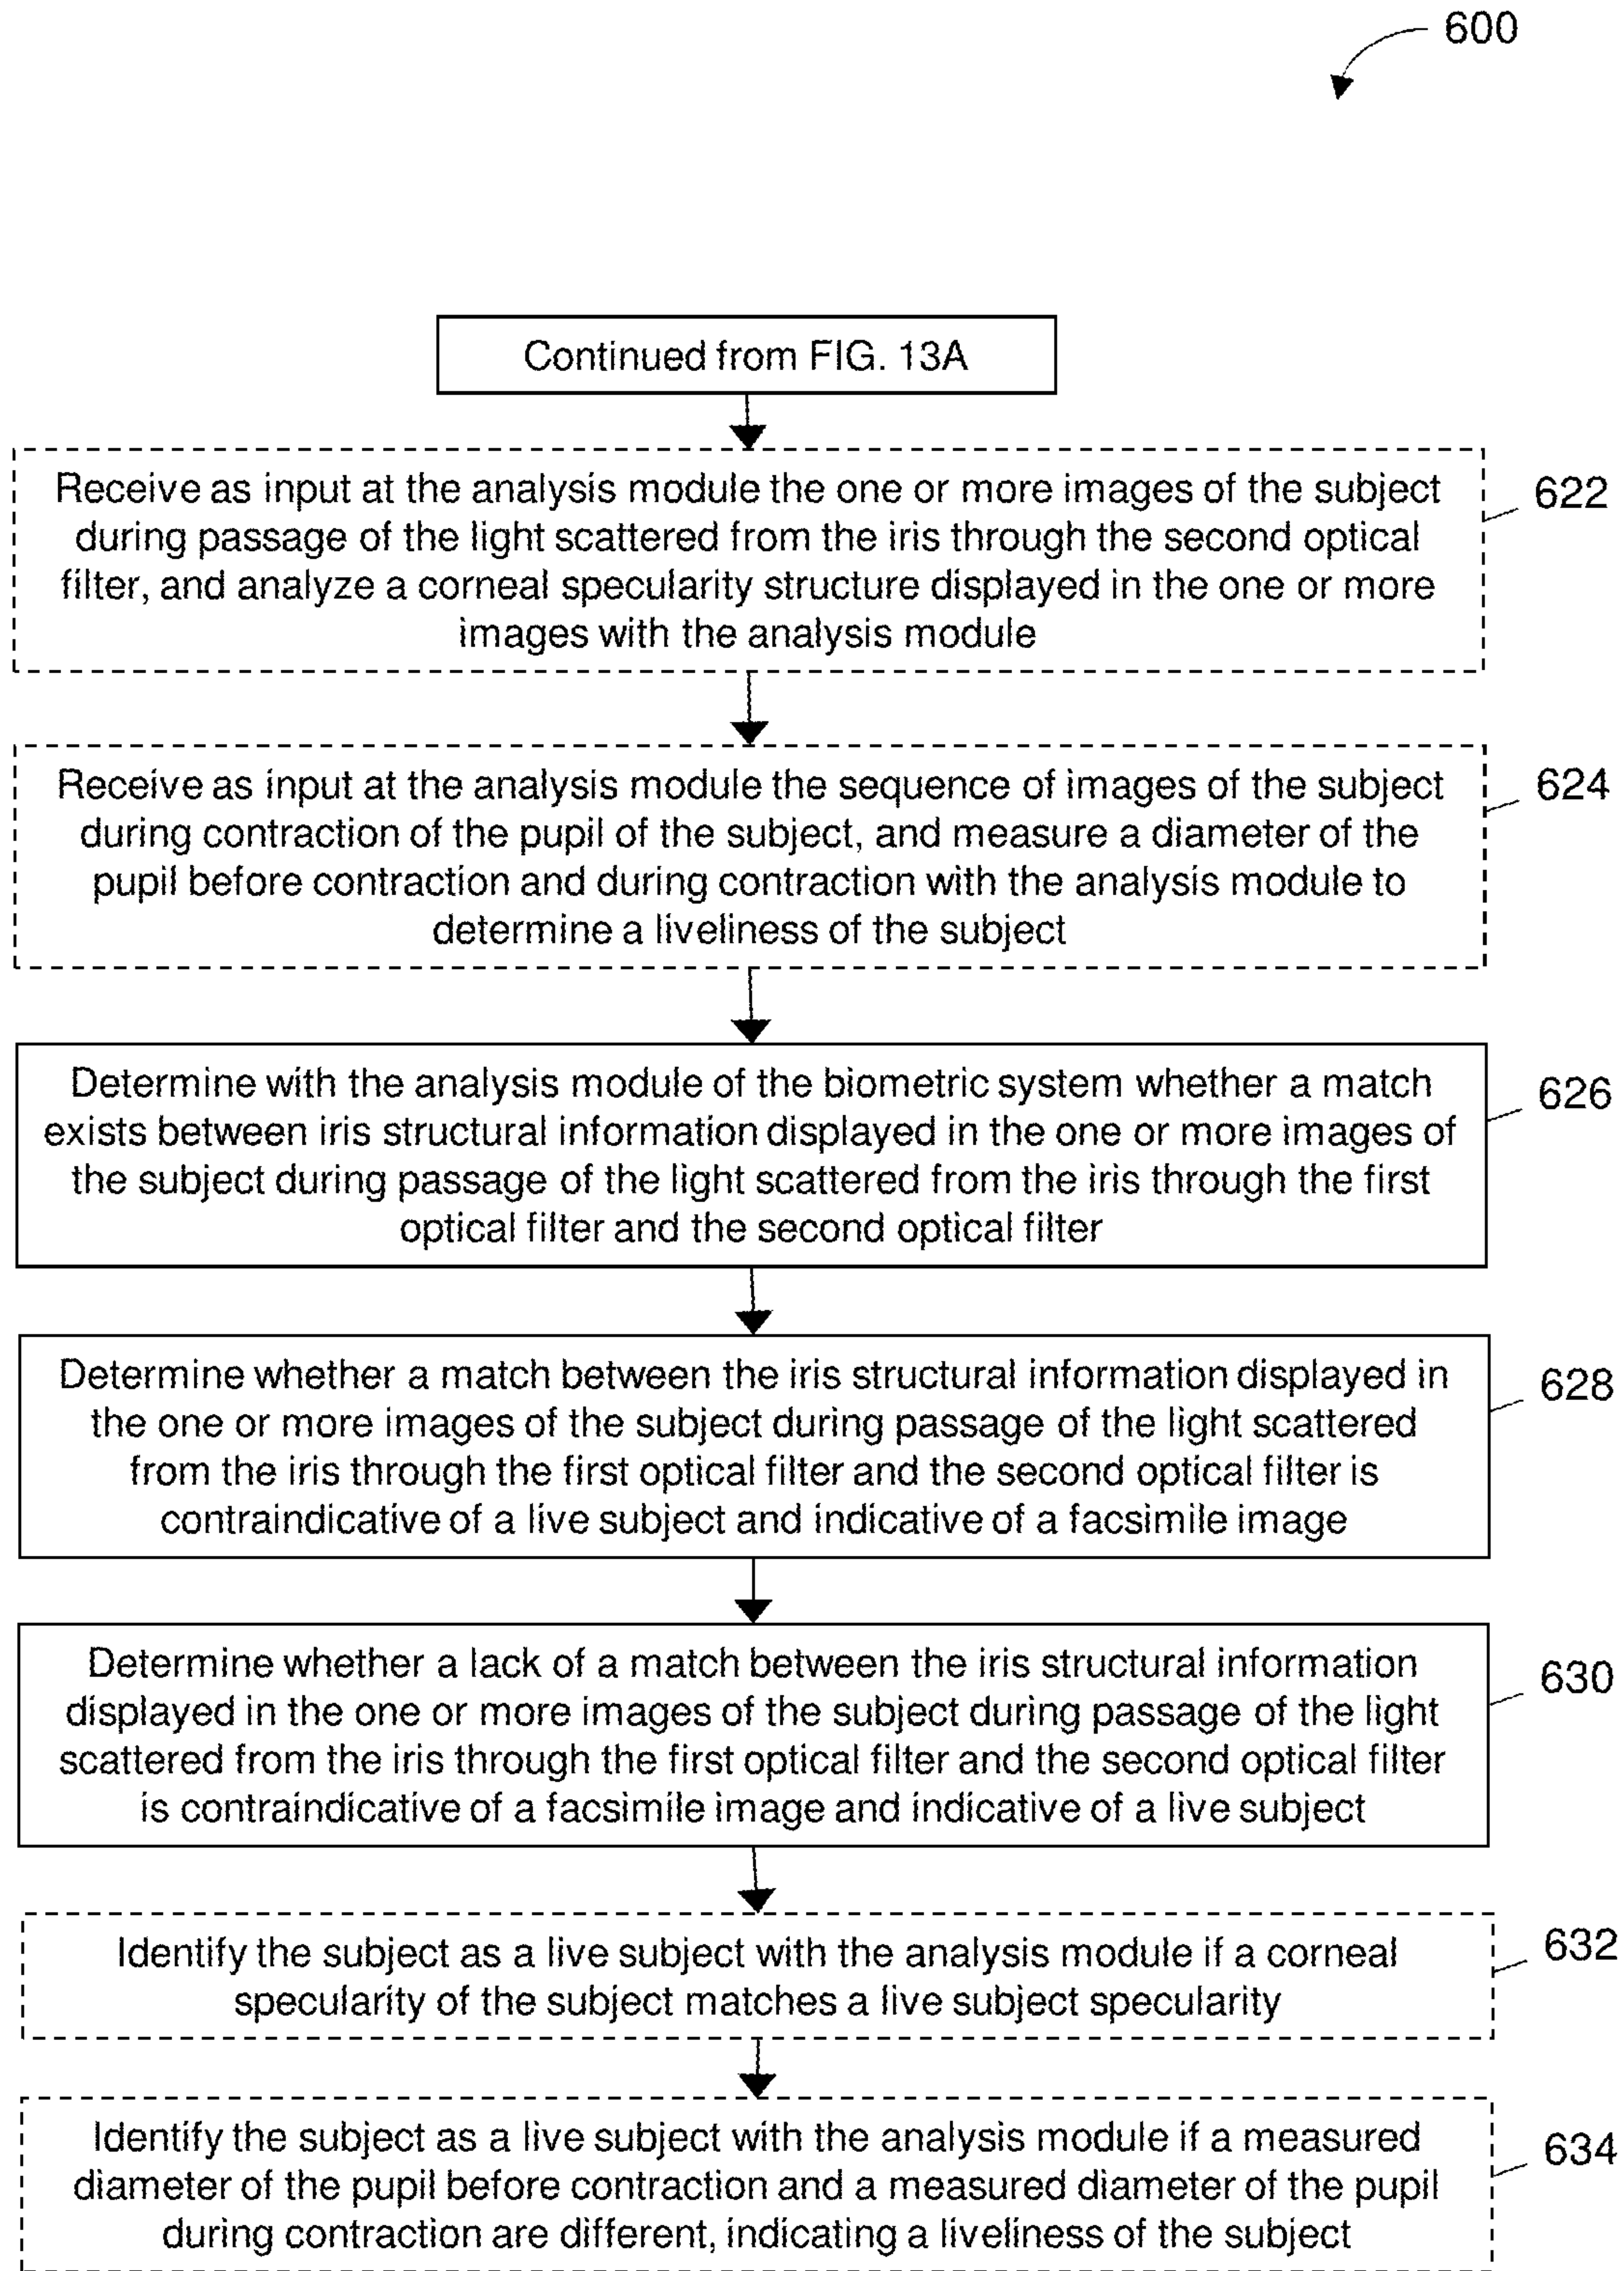 600
Continued from FIG. 13A
Receive as input at the analysis module the one or more images of the subject
during passage of the light scattered from the iris through the second optical
filter, and analyze a corneal specularity structure displayed in the one or more
images with the analysis module
622
Receive as input at the analysis module the sequence of images of the subject
during contraction of the pupil of the subject, and measure a diameter of the
pupil before contraction and during contraction with the analysis module to
determine a liveliness of the subject
624
Determine with the analysis module of the biometric system whether a match
exists between iris structural information displayed in the one or more images of
the subject during passage of the light scattered from the iris through the first
optical filter and the second optical filter
626
Determine whether a match between the iris structural information displayed in
the one or more images of the subject during passage of the light scattered
from the iris through the first optical filter and the second optical filter is
contraindicative of a live subject and indicative of a facsimile image
628
Determine whether a lack of a match between the iris structural information
displayed in the one or more images of the subject during passage of the light
scattered from the iris through the first optical filter and the second optical filter
is contraindicative of a facsimile image and indicative of a live subject
630
Identify the subject as a live subject with the analysis module if a corneal
specularity of the subject matches a live subject specularity
632
Identify the subject as a live subject with the analysis module if a measured
diameter of the pupil before contraction and a measured diameter of the pupil
during contraction are different, indicating a liveliness of the subject
634